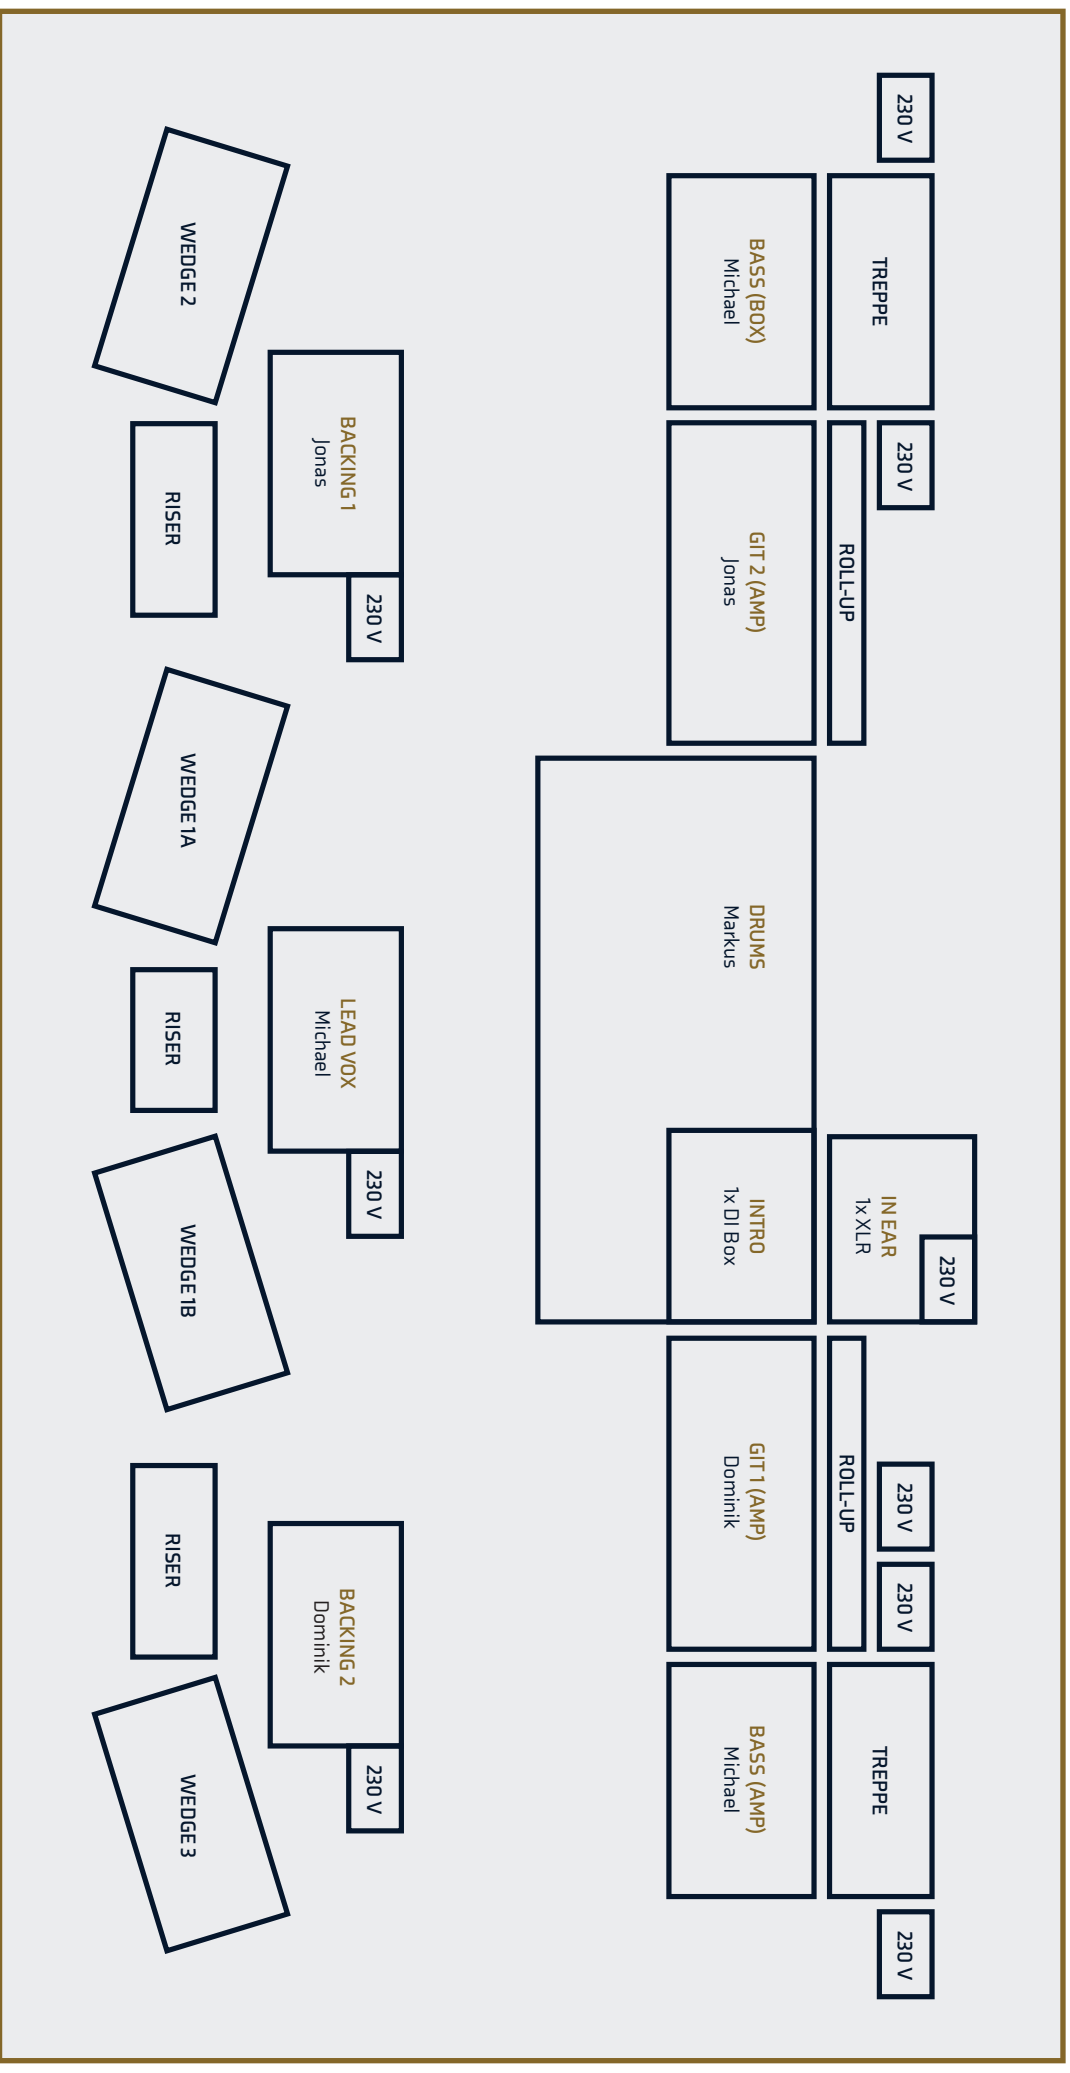 230 V
230 V
IN EAR
1x XLR
230 V
230 V
230 V
230 V
TREPPE
ROLL-UP
ROLL-UP
TREPPE
BASS (BOX)
Michael
GIT 2 (AMP)
Jonas
DRUMS
Markus
INTRO
1x DI Box
GIT 1 (AMP)
Dominik
BASS (AMP)
Michael
BACKING 1
Jonas
230 V
LEAD VOX
Michael
230 V
BACKING 2
Dominik
230 V
WEDGE 2
RISER
WEDGE 1A
RISER
WEDGE 1B
RISER
WEDGE 3